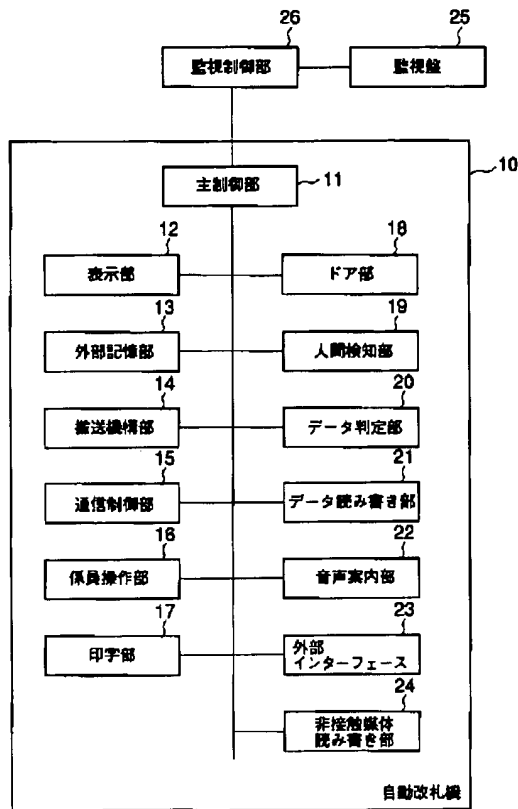 26
25
監視制御部
監視盤
10
主制御部
11
12
18
表示部
ドア部
13
19
外部記憶部
人間検知部
14
20
搬送機構部
データ判定部
15
21
通信制御部
データ読み書き部
16
22
係員操作部
音声案内部
17
23
印字部
外部
インターフェース
24
非接触媒体
読み書き部
自動改札機